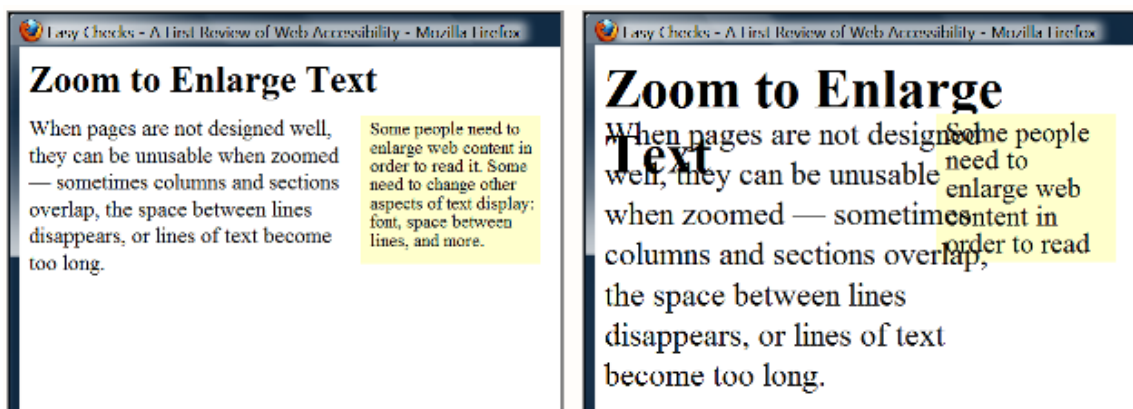 Easy Checks - A First Review of Web Accessibility - Mozilla Firefox
Zoom to Enlarge Text
When pages are not designed well,
they can be unusable when zoomed
— sometimes columns and sections
overlap, the space between lines
disappears, or lines of text become
too long.
Some people need to
enlarge web content in
order to read it. Some
need to change other
aspects of text display:
font, space between
lines, and more.
Easy Checks - A First Review of Web Accessibility - Mozilla Firefox
Zoom to Enlarge
Text
When pages are not designed
well, they can be unusable
when zoomed — sometimes
columns and sections overlap,
the space between lines
disappears, or lines of text
become too long.
Some people
need to
enlarge web
content in
order to read